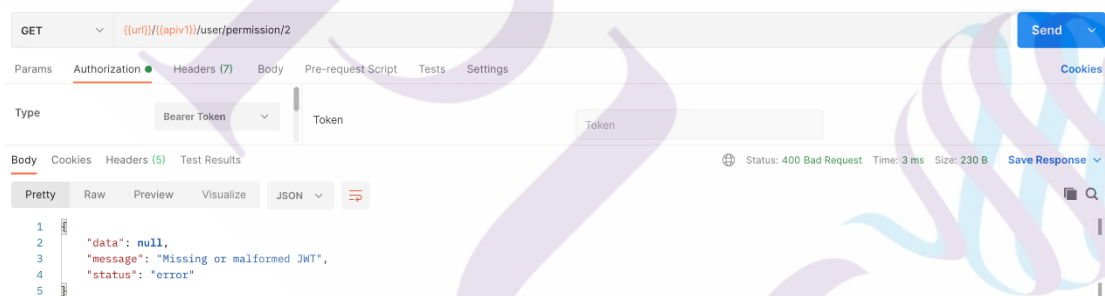 GET {{url}}/{{apiv1}}/user/permission/2 Send
Params Authorization Headers (7) Body Pre-request Script Tests Settings Cookies
Type Bearer Token Token Token
Body Cookies Headers (5) Test Results Status: 400 Bad Request Time: 3 ms Size: 230 B Save Response
Pretty Raw Preview Visualize JSON
1 {
2 "data": null,
3 "message": "Missing or malformed JWT",
4 "status": "error"
5 }